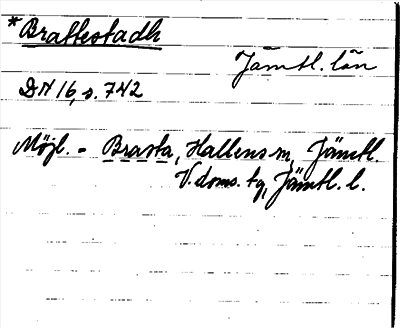 *Brattestadh
Jämtl. län
DN 16, s. 742
Möjl. = Brasta, Hallens sn, Jämtl.
V. doms. tg, Jämtl. l.